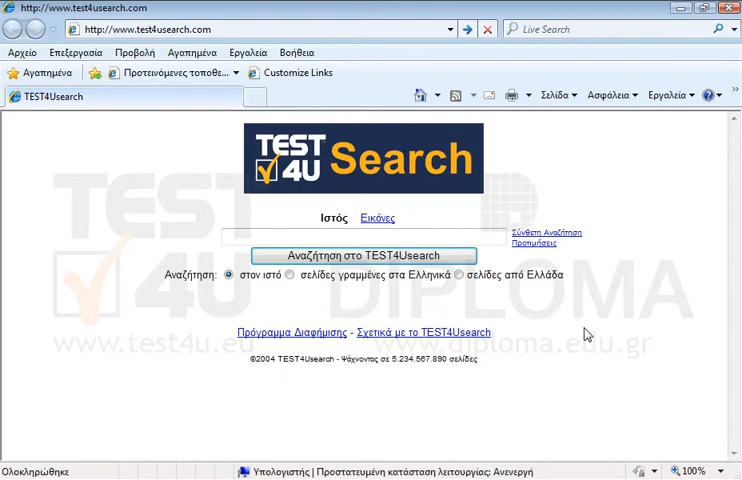 http://www.test4usearch.com
http://www.test4usearch.com
Live Search
Αρχείο Επεξεργασία Προβολή Αγαπημένα Εργαλεία Βοήθεια
Αγαπημένα Προτεινόμενες τοποθε... Customize Links
TEST4Usearch Σελίδα Ασφάλεια Εργαλεία
TEST 4U Search
Ιστός Εικόνες
Σύνθετη Αναζήτηση
Προτιμήσεις
Αναζήτηση στο TEST4Usearch
Αναζήτηση: στον ιστό σελίδες γραμμένες στα Ελληνικά σελίδες από Ελλάδα
TEST 4U DIPLOMA
Πρόγραμμα Διαφήμισης - Σχετικά με το TEST4Usearch
www.test4u.eu www.diploma.edu.gr
©2004 TEST4Usearch - Ψάχνοντας σε 5.234.567.890 σελίδες
Ολοκληρώθηκε Υπολογιστής | Προστατευμένη κατάσταση λειτουργίας: Ανενεργή 100%